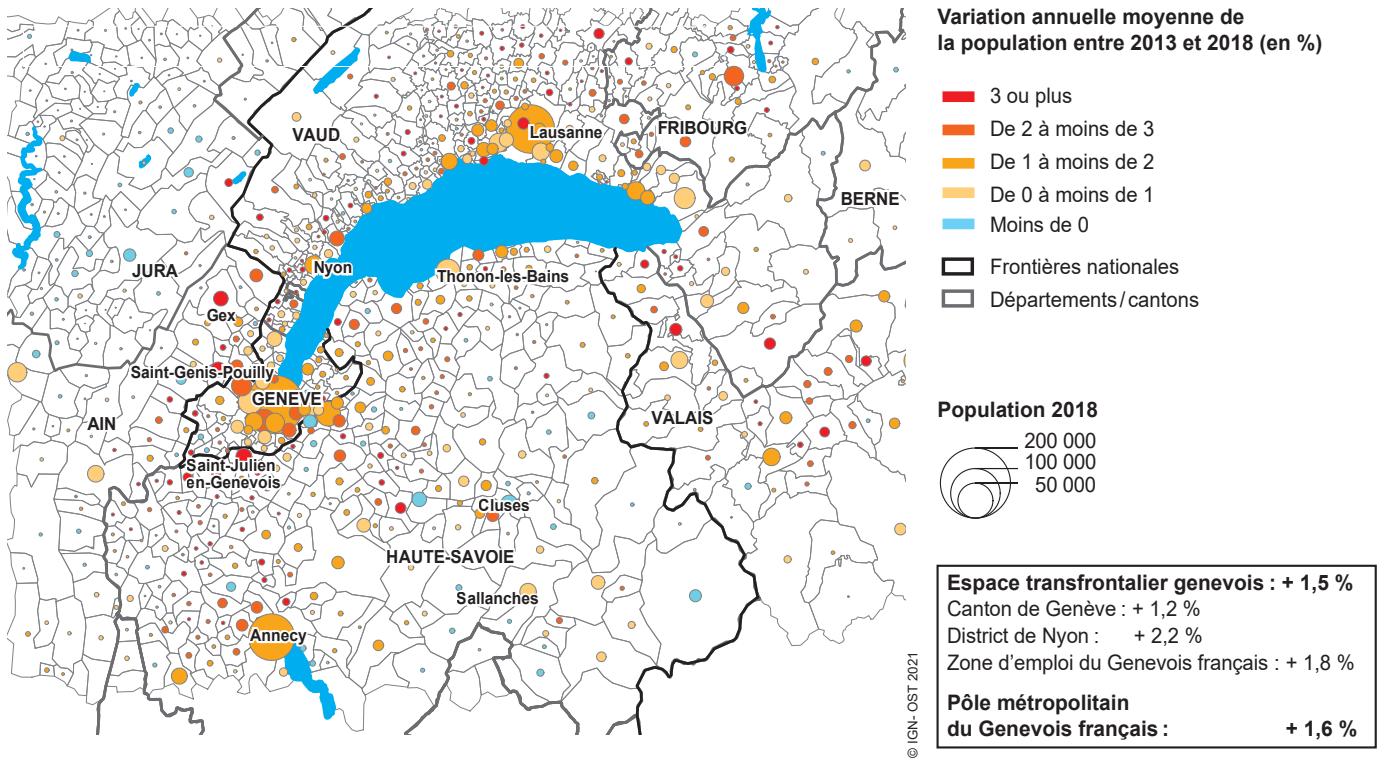 Variation annuelle moyenne de
la population entre 2013 et 2018 (en %)
3 ou plus
De 2 à moins de 3
De 1 à moins de 2
De 0 à moins de 1
Moins de 0
Frontières nationales
Départements/cantons
Population 2018
200 000
100 000
50 000
Espace transfrontalier genevois : + 1,5 %
Canton de Genève : + 1,2 %
District de Nyon : + 2,2 %
Zone d'emploi du Genevois français : + 1,8 %
Pôle métropolitain
du Genevois français : + 1,6 %
© IGN- OST 2021
VAUD
Lausanne
FRIBOURG
BERNE
JURA
Nyon
Thonon-les-Bains
Gex
Saint-Genis-Pouilly
GENEVE
AIN
VALAIS
Saint-Julien
en-Genevois
Cluses
HAUTE-SAVOIE
Sallanches
Annecy